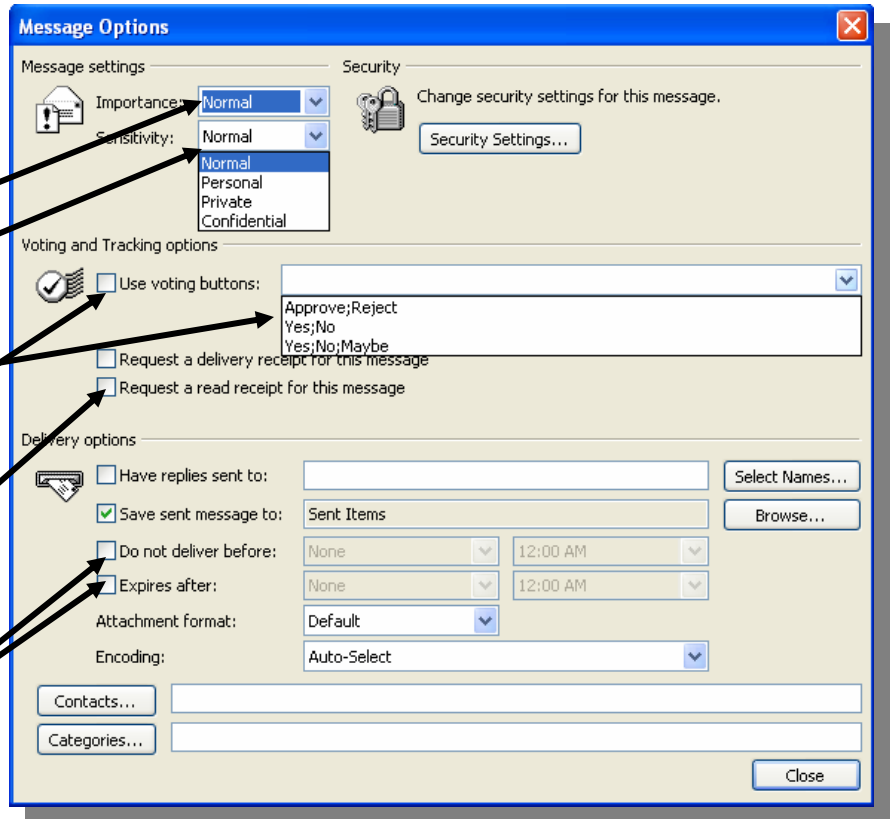 Message Options
Message settings
Security
Importance: Normal
Change security settings for this message.
Sensitivity: Normal
Security Settings...
Normal
Personal
Private
Confidential
Voting and Tracking options
Use voting buttons:
Approve;Reject
Yes;No
Yes;No;Maybe
Request a delivery receipt for this message
Request a read receipt for this message
Delivery options
Have replies sent to: Select Names...
Save sent message to: Sent Items Browse...
Do not deliver before: None 12:00 AM
Expires after: None 12:00 AM
Attachment format: Default
Encoding: Auto-Select
Contacts...
Categories...
Close